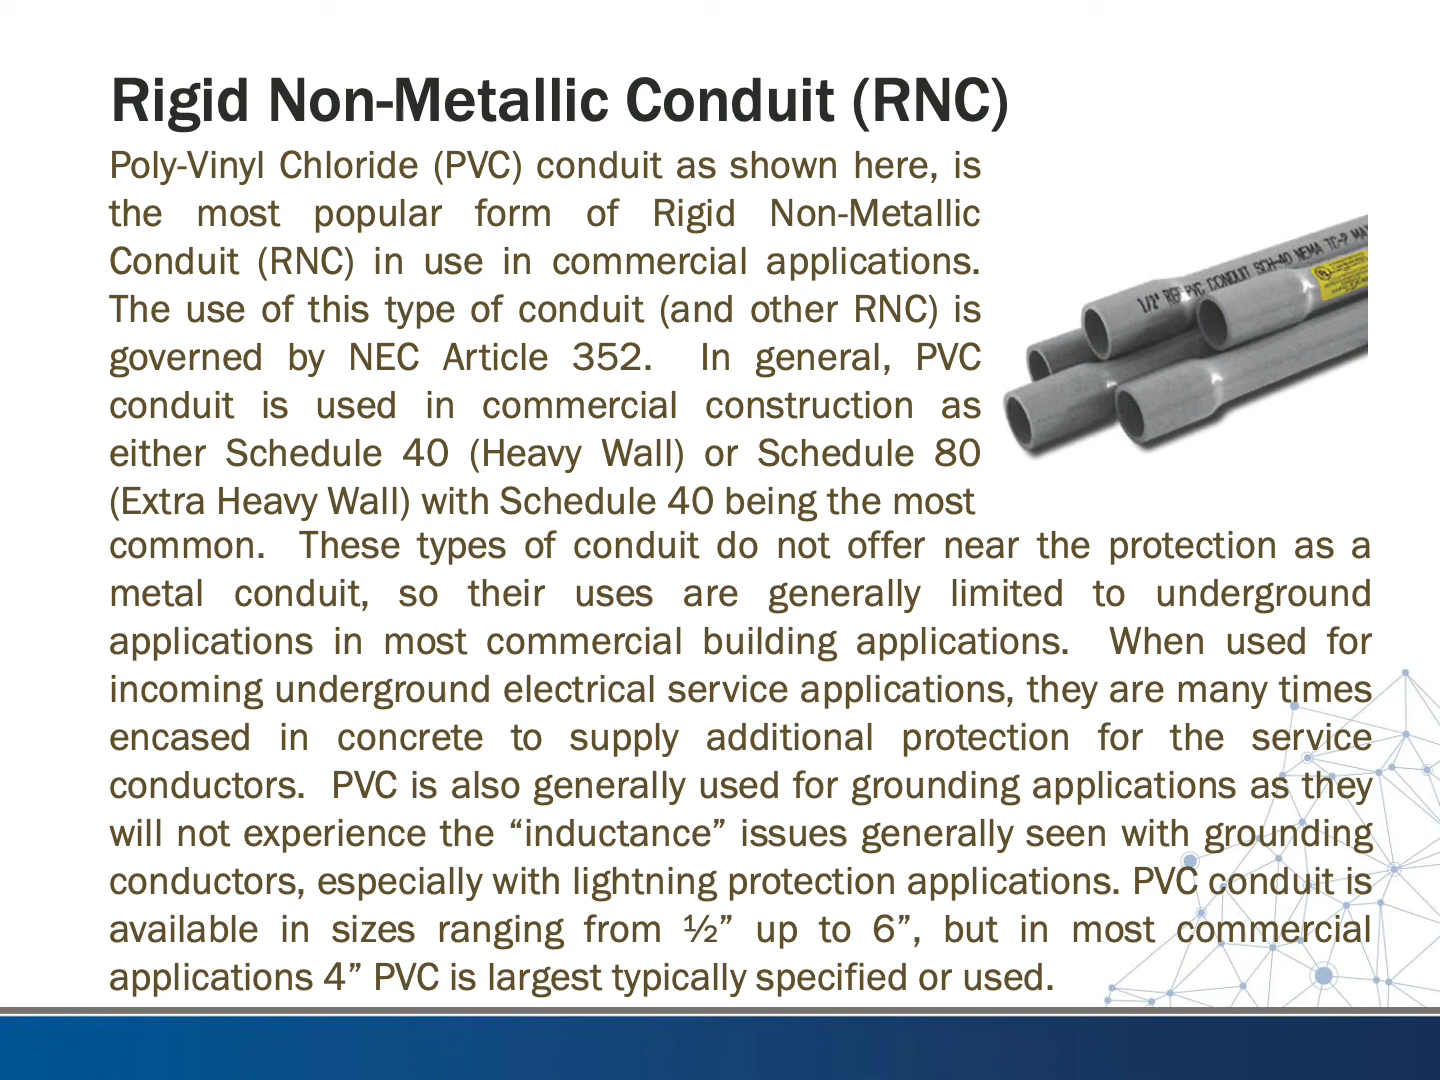 Rigid Non-Metallic Conduit (RNC)
Poly-Vinyl Chloride (PVC) conduit as shown here, is
the most popular form of Rigid Non-Metallic
Conduit (RNC) in use in commercial applications.
The use of this type of conduit (and other RNC) is
governed by NEC Article 352.  In general, PVC
conduit is used in commercial construction as
either Schedule 40 (Heavy Wall) or Schedule 80
(Extra Heavy Wall) with Schedule 40 being the most
1/2" PVC CONDUIT SCH-40 NEMA TC-P
common.  These types of conduit do not offer near the protection as a
metal conduit, so their uses are generally limited to underground
applications in most commercial building applications.  When used for
incoming underground electrical service applications, they are many times
encased in concrete to supply additional protection for the service
conductors.  PVC is also generally used for grounding applications as they
will not experience the “inductance” issues generally seen with grounding
conductors, especially with lightning protection applications. PVC conduit is
available in sizes ranging from ½” up to 6”, but in most commercial
applications 4” PVC is largest typically specified or used.